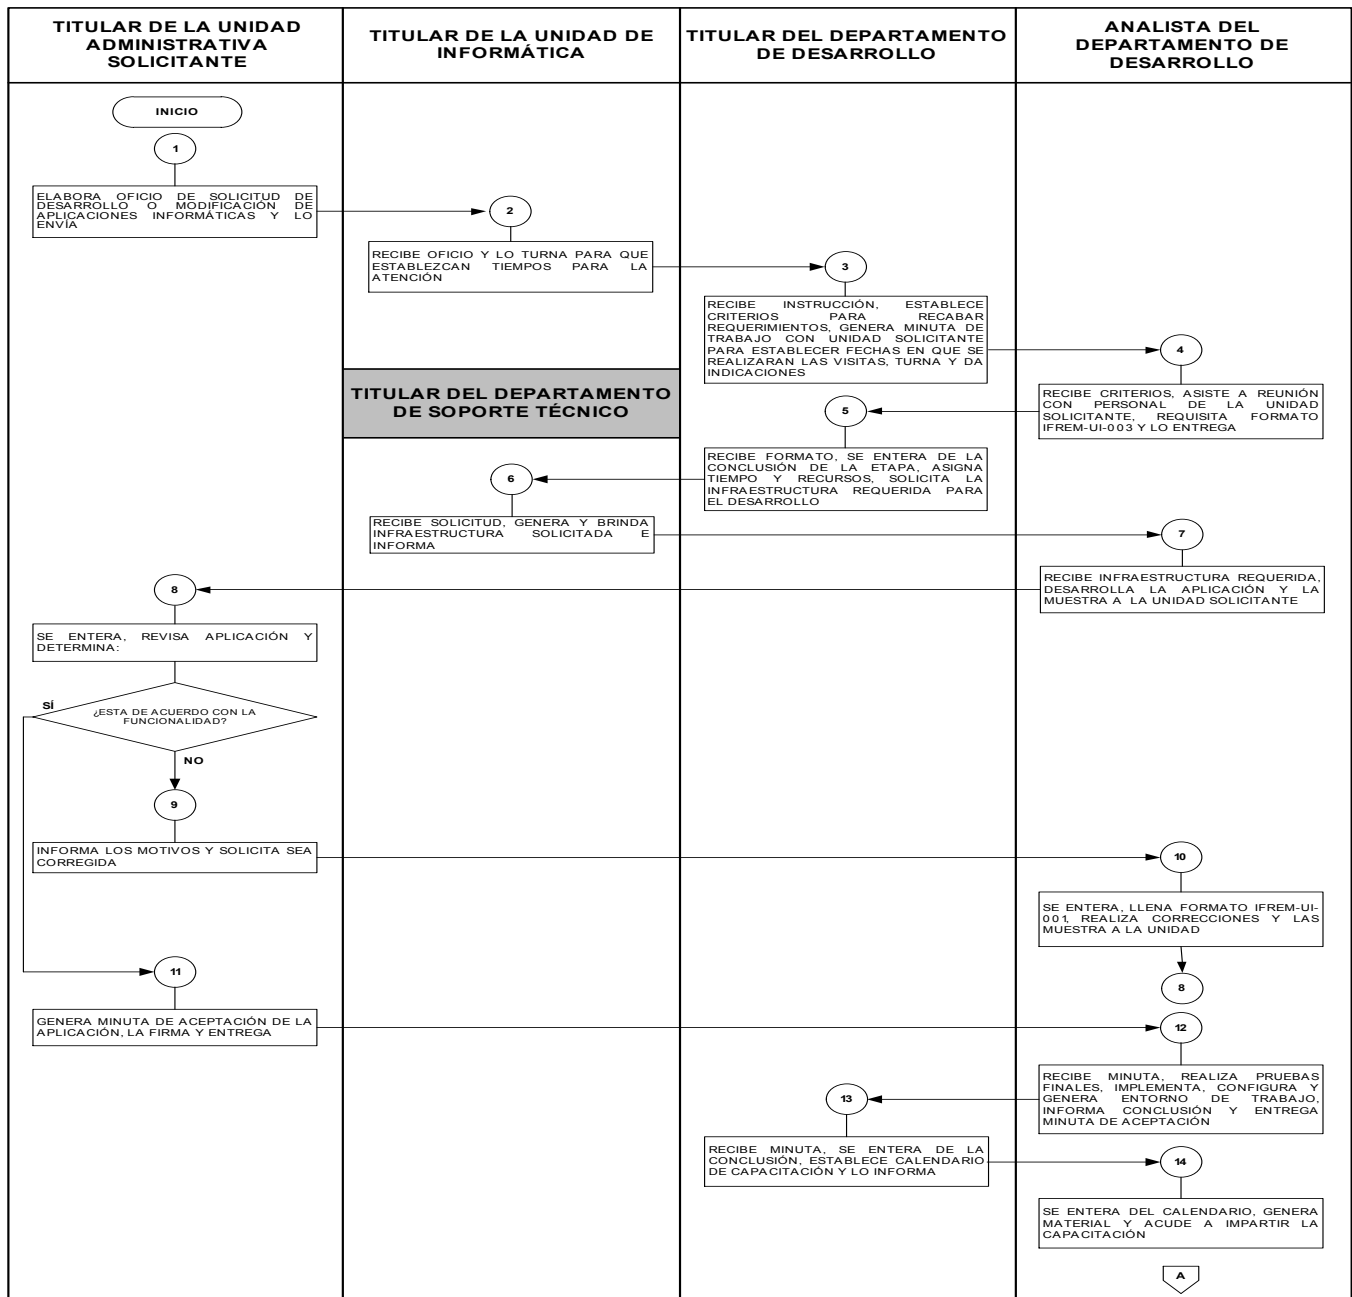 TITULAR DE LA UNIDAD
ADMINISTRATIVA
SOLICITANTE
TITULAR DE LA UNIDAD DE
INFORMÁTICA
TITULAR DEL DEPARTAMENTO
DE DESARROLLO
ANALISTA DEL
DEPARTAMENTO DE
DESARROLLO
INICIO
1
ELABORA OFICIO DE SOLICITUD DE
DESARROLLO O MODIFICACIÓN DE
APLICACIONES INFORMÁTICAS Y LO
ENVÍA
2
RECIBE OFICIO Y LO TURNA PARA QUE
ESTABLEZCAN TIEMPOS PARA LA
ATENCIÓN
3
RECIBE INSTRUCCIÓN, ESTABLECE
CRITERIOS PARA RECABAR
REQUERIMIENTOS, GENERA MINUTA DE
TRABAJO CON UNIDAD SOLICITANTE
PARA ESTABLECER FECHAS EN QUE SE
REALIZARAN LAS VISITAS, TURNA Y DA
INDICACIONES
4
RECIBE CRITERIOS, ASISTE A REUNIÓN
CON PERSONAL DE LA UNIDAD
SOLICITANTE, REQUISITA FORMATO
IFREM-UI-003 Y LO ENTREGA
TITULAR DEL DEPARTAMENTO
DE SOPORTE TÉCNICO
5
RECIBE FORMATO, SE ENTERA DE LA
CONCLUSIÓN DE LA ETAPA, ASIGNA
TIEMPO Y RECURSOS, SOLICITA LA
INFRAESTRUCTURA REQUERIDA PARA
EL DESARROLLO
6
RECIBE SOLICITUD, GENERA Y BRINDA
INFRAESTRUCTURA SOLICITADA E
INFORMA
7
RECIBE INFRAESTRUCTURA REQUERIDA,
DESARROLLA LA APLICACIÓN Y LA
MUESTRA A LA UNIDAD SOLICITANTE
8
SE ENTERA, REVISA APLICACIÓN Y
DETERMINA:
SÍ
¿ESTA DE ACUERDO CON LA
FUNCIONALIDAD?
NO
9
INFORMA LOS MOTIVOS Y SOLICITA SEA
CORREGIDA
10
SE ENTERA, LLENA FORMATO IFREM-UI-
001, REALIZA CORRECCIONES Y LAS
MUESTRA A LA UNIDAD
8
11
GENERA MINUTA DE ACEPTACIÓN DE LA
APLICACIÓN, LA FIRMA Y ENTREGA
12
RECIBE MINUTA, REALIZA PRUEBAS
FINALES, IMPLEMENTA, CONFIGURA Y
GENERA ENTORNO DE TRABAJO,
INFORMA CONCLUSIÓN Y ENTREGA
MINUTA DE ACEPTACIÓN
13
RECIBE MINUTA, SE ENTERA DE LA
CONCLUSIÓN, ESTABLECE CALENDARIO
DE CAPACITACIÓN Y LO INFORMA
14
SE ENTERA DEL CALENDARIO, GENERA
MATERIAL Y ACUDE A IMPARTIR LA
CAPACITACIÓN
A